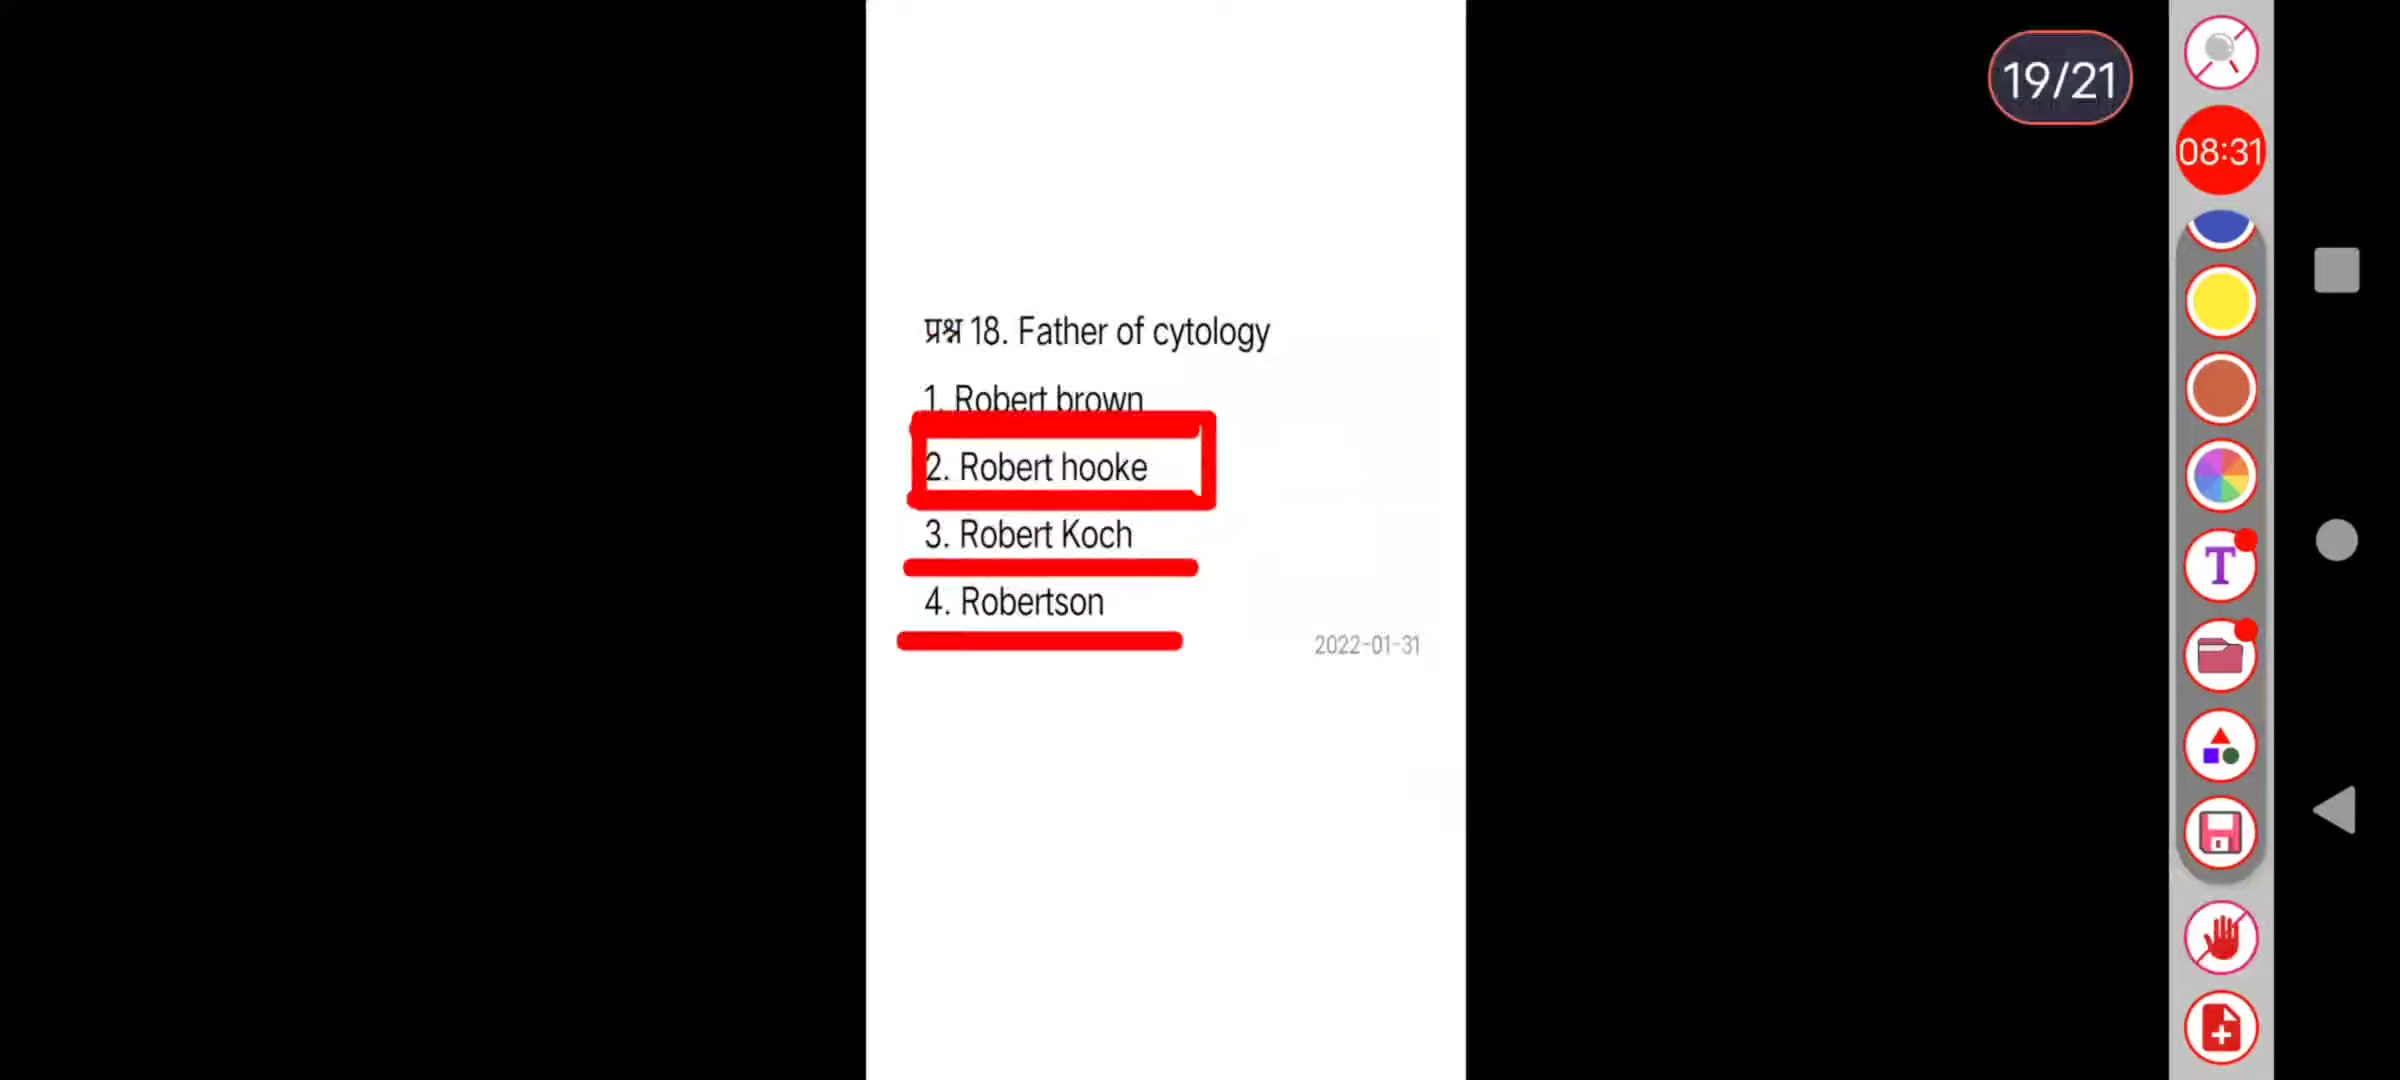 19/21
08:31
प्रश्न 18. Father of cytology
1. Robert brown
2. Robert hooke
3. Robert Koch
4. Robertson
2022-01-31
T